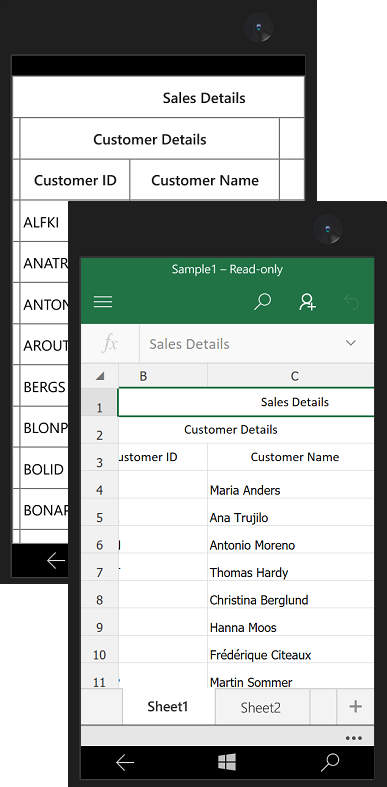 Sales Details
Customer Details
Customer ID Customer Name
ALFKI
ANATR
ANTON
AROUT
BERGS
BLONP
BOLID
BONAP
Sample1 – Read-only
fx Sales Details
B C
1 Sales Details
2 Customer Details
3 ustomer ID Customer Name
4 Maria Anders
5 Ana Trujilo
6 Antonio Moreno
7 Thomas Hardy
8 Christina Berglund
9 Hanna Moos
10 Frédérique Citeaux
11 Martin Sommer
Sheet1 Sheet2 +